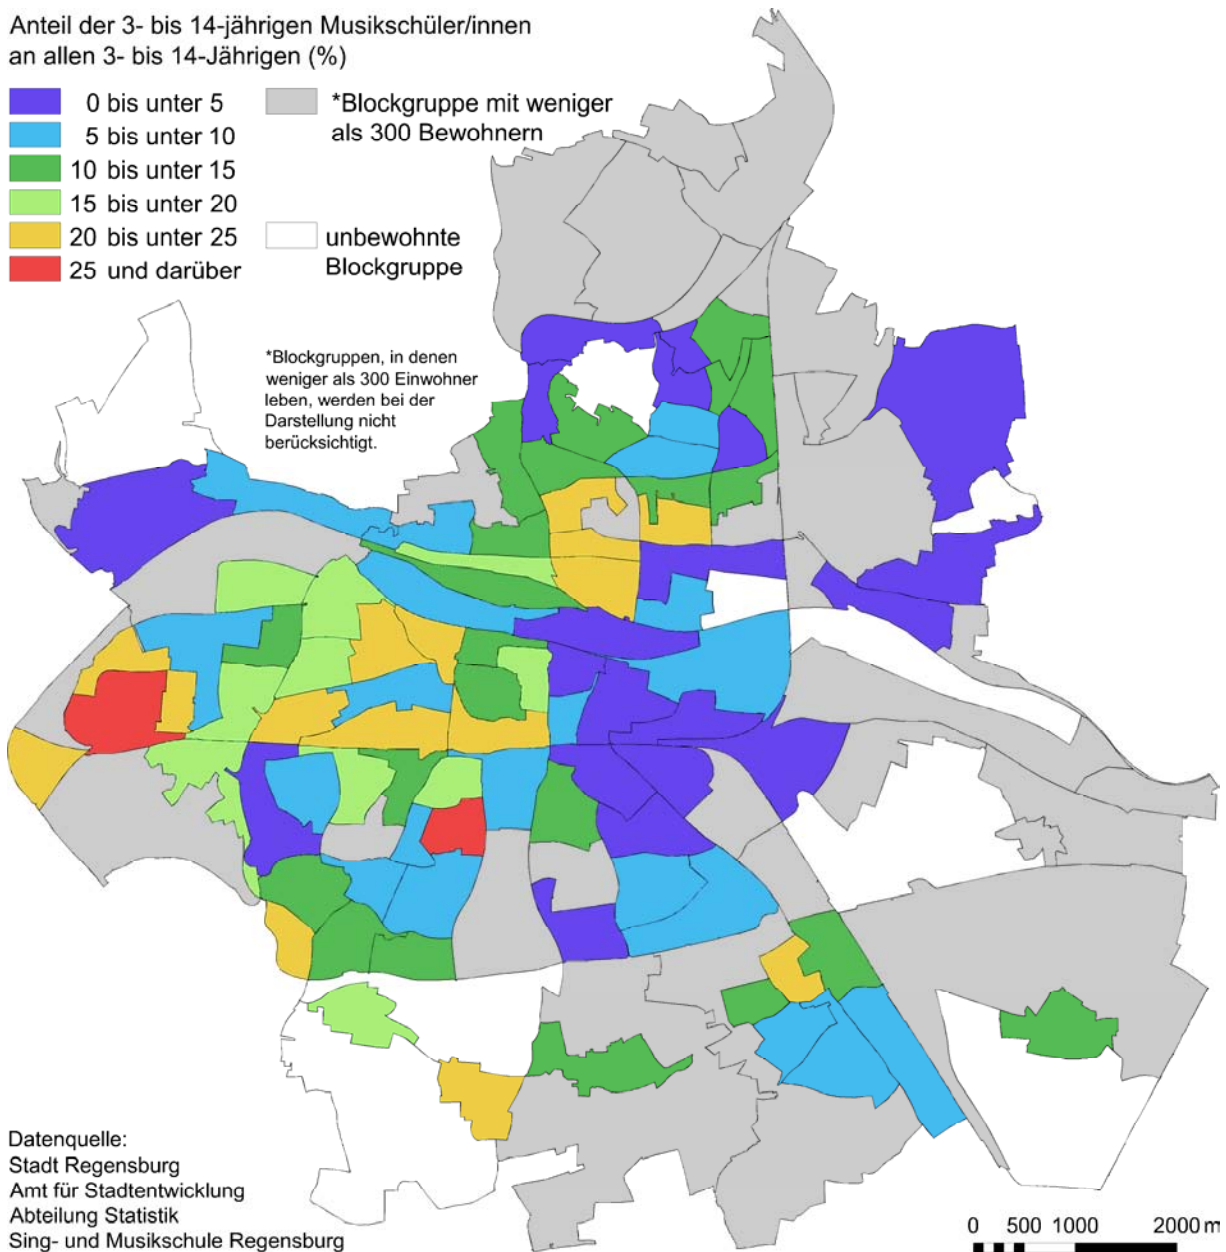 Anteil der 3- bis 14-jährigen Musikschüler/innen
an allen 3- bis 14-Jährigen (%)
0 bis unter 5
5 bis unter 10
10 bis unter 15
15 bis unter 20
20 bis unter 25
25 und darüber
*Blockgruppe mit weniger
als 300 Bewohnern
unbewohnte
Blockgruppe
*Blockgruppen, in denen
weniger als 300 Einwohner
leben, werden bei der
Darstellung nicht
berücksichtigt.
Datenquelle:
Stadt Regensburg
Amt für Stadtentwicklung
Abteilung Statistik
Sing- und Musikschule Regensburg
0 500 1000 2000 m